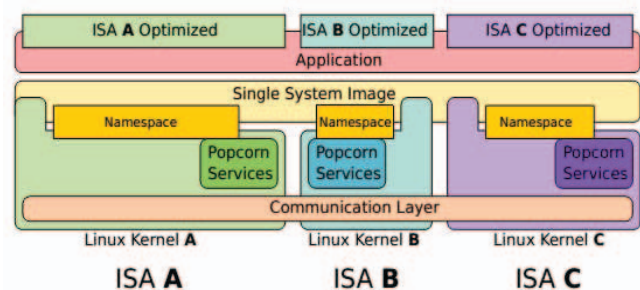 ISA A Optimized ISA B Optimized ISA C Optimized
Application
Single System Image
Namespace Namespace Namespace
Popcorn Services Popcorn Services Popcorn Services
Communication Layer
Linux Kernel A Linux Kernel B Linux Kernel C
ISA A ISA B ISA C